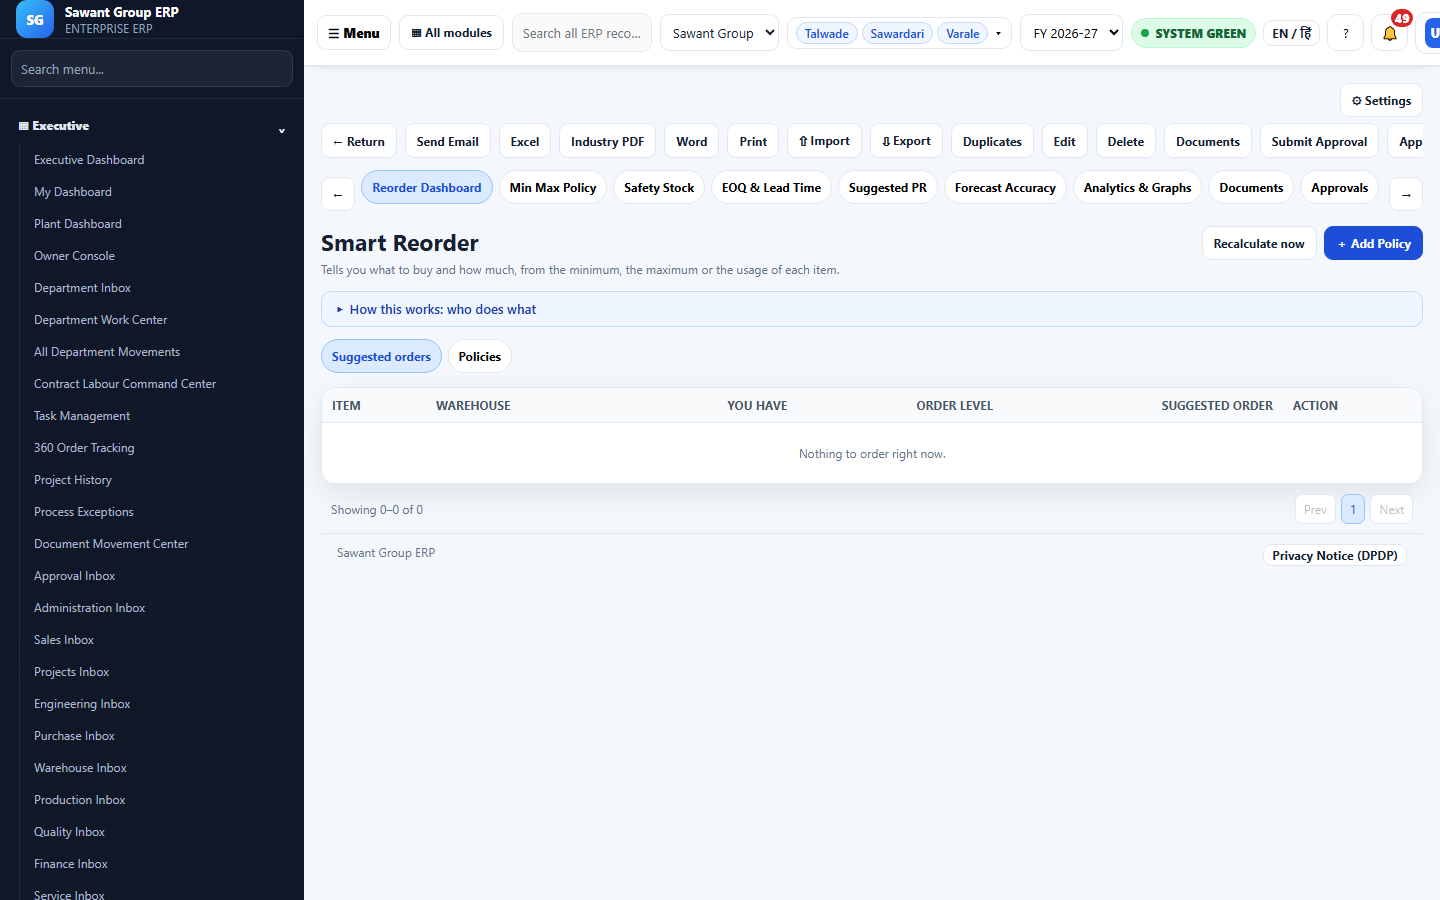 SG
Sawant Group ERP
ENTERPRISE ERP
Search menu...
Executive
Executive Dashboard
My Dashboard
Plant Dashboard
Owner Console
Department Inbox
Department Work Center
All Department Movements
Contract Labour Command Center
Task Management
360 Order Tracking
Project History
Process Exceptions
Document Movement Center
Approval Inbox
Administration Inbox
Sales Inbox
Projects Inbox
Engineering Inbox
Purchase Inbox
Warehouse Inbox
Production Inbox
Quality Inbox
Finance Inbox
Service Inbox
☰ Menu
All modules
Search all ERP reco...
Sawant Group
Talwade
Sawardari
Varale
FY 2026-27
SYSTEM GREEN
EN / हिं
?
49
U
⚙ Settings
← Return
Send Email
Excel
Industry PDF
Word
Print
⇧ Import
⇩ Export
Duplicates
Edit
Delete
Documents
Submit Approval
App
←
Reorder Dashboard
Min Max Policy
Safety Stock
EOQ & Lead Time
Suggested PR
Forecast Accuracy
Analytics & Graphs
Documents
Approvals
→
Smart Reorder
Recalculate now
+ Add Policy
Tells you what to buy and how much, from the minimum, the maximum or the usage of each item.
▸ How this works: who does what
Suggested orders
Policies
ITEM WAREHOUSE YOU HAVE ORDER LEVEL SUGGESTED ORDER ACTION
Nothing to order right now.
Showing 0–0 of 0
Prev
1
Next
Sawant Group ERP
Privacy Notice (DPDP)